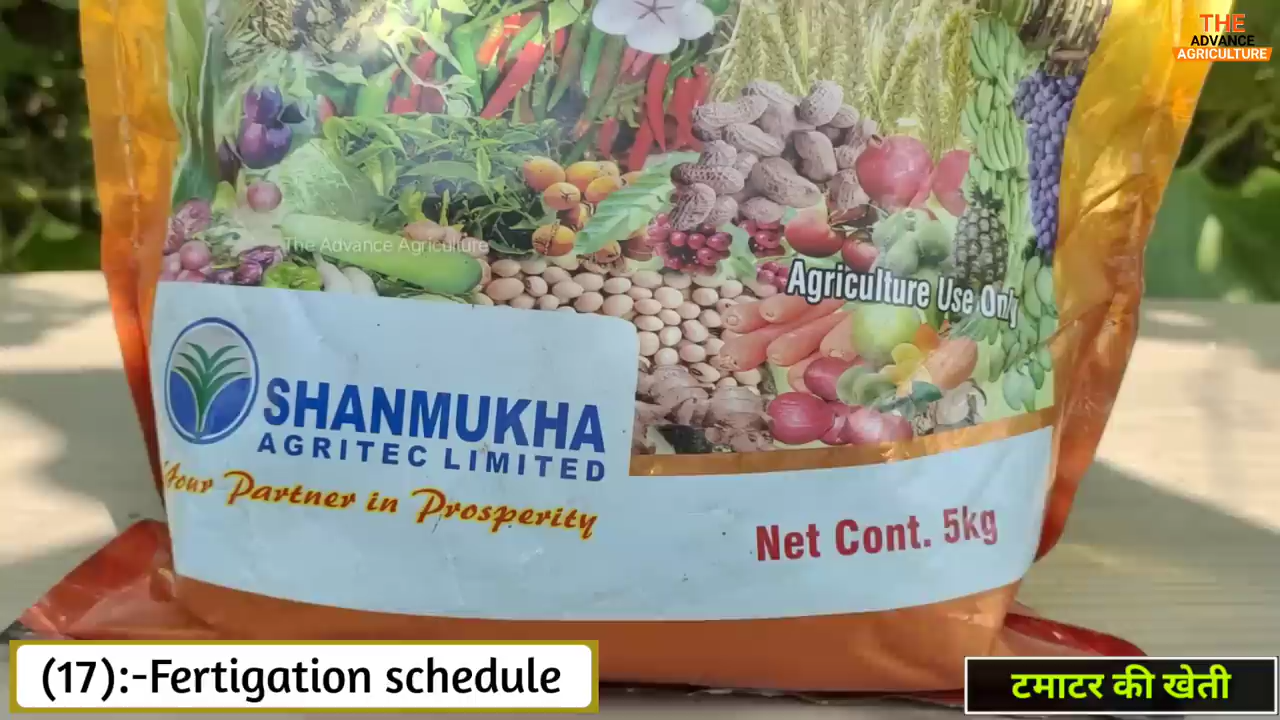 THE
ADVANCE
AGRICULTURE
The Advance Agriculture
Agriculture Use Only
SHANMUKHA
AGRITEC LIMITED
Your Partner in Prosperity
Net Cont. 5kg
(17):-Fertigation schedule
टमाटर की खेती